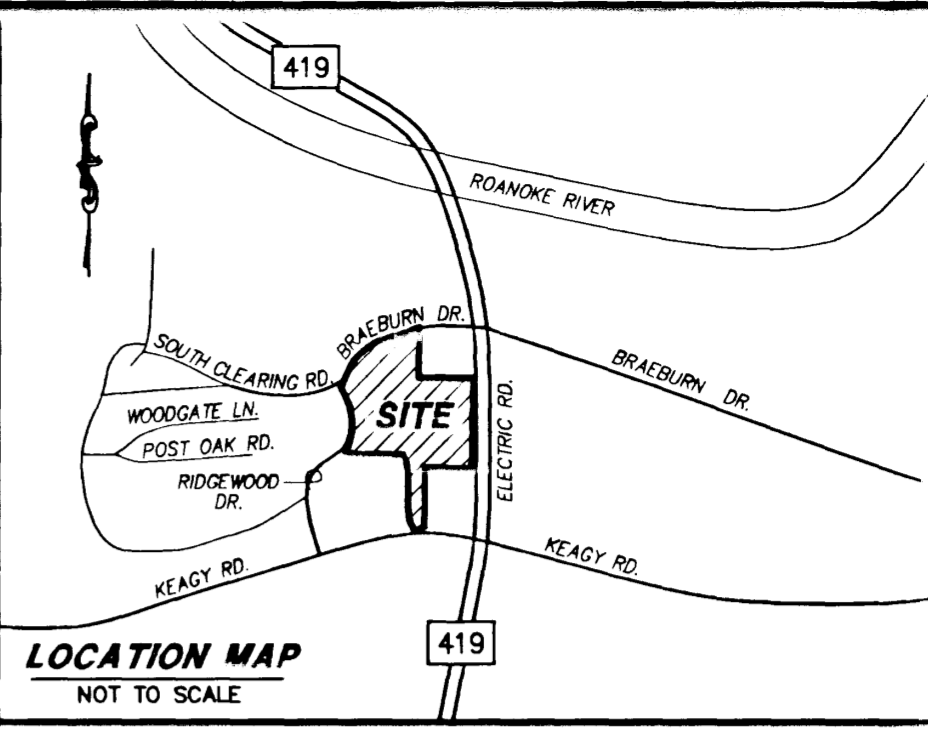 419
ROANOKE RIVER
BRAEBURN DR.
SOUTH CLEARING RD.
BRAEBURN DR.
WOODGATE LN.
SITE
ELECTRIC RD.
POST OAK RD.
RIDGEWOOD
DR.
KEAGY RD.
KEAGY RD.
419
LOCATION MAP
NOT TO SCALE